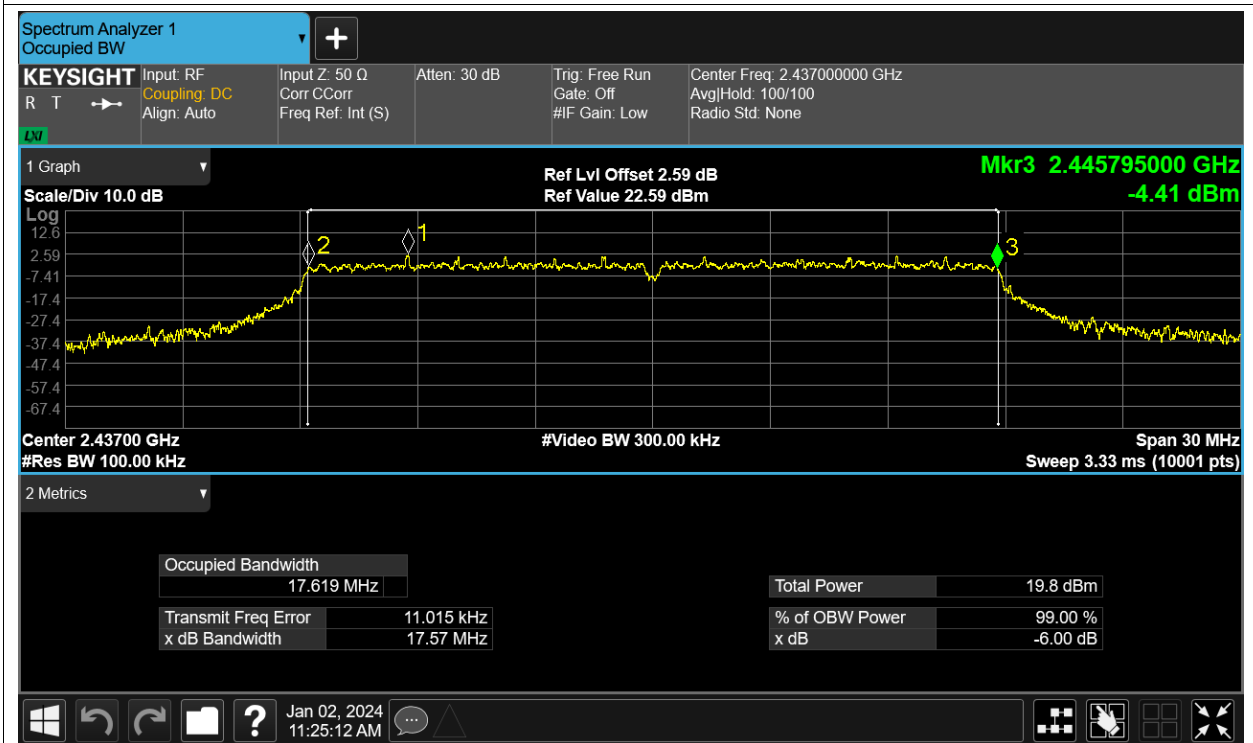 Spectrum Analyzer 1
Occupied BW
KEYSIGHT Input: RF Input Z: 50 Ω Atten: 30 dB Trig: Free Run Center Freq: 2.437000000 GHz
R T Coupling: DC Corr CCorr Gate: Off Avg|Hold: 100/100
Align: Auto Freq Ref: Int (S) #IF Gain: Low Radio Std: None
LXI
1 Graph Ref Lvl Offset 2.59 dB Mkr3 2.445795000 GHz
Scale/Div 10.0 dB Ref Value 22.59 dBm -4.41 dBm
Log
12.6
2.59
-7.41
-17.4
-27.4
-37.4
-47.4
-57.4
-67.4
2 1 3
Center 2.43700 GHz #Video BW 300.00 kHz Span 30 MHz
#Res BW 100.00 kHz Sweep 3.33 ms (10001 pts)
2 Metrics
Occupied Bandwidth
17.619 MHz Total Power 19.8 dBm
Transmit Freq Error 11.015 kHz % of OBW Power 99.00 %
x dB Bandwidth 17.57 MHz x dB -6.00 dB
? Jan 02, 2024
11:25:12 AM